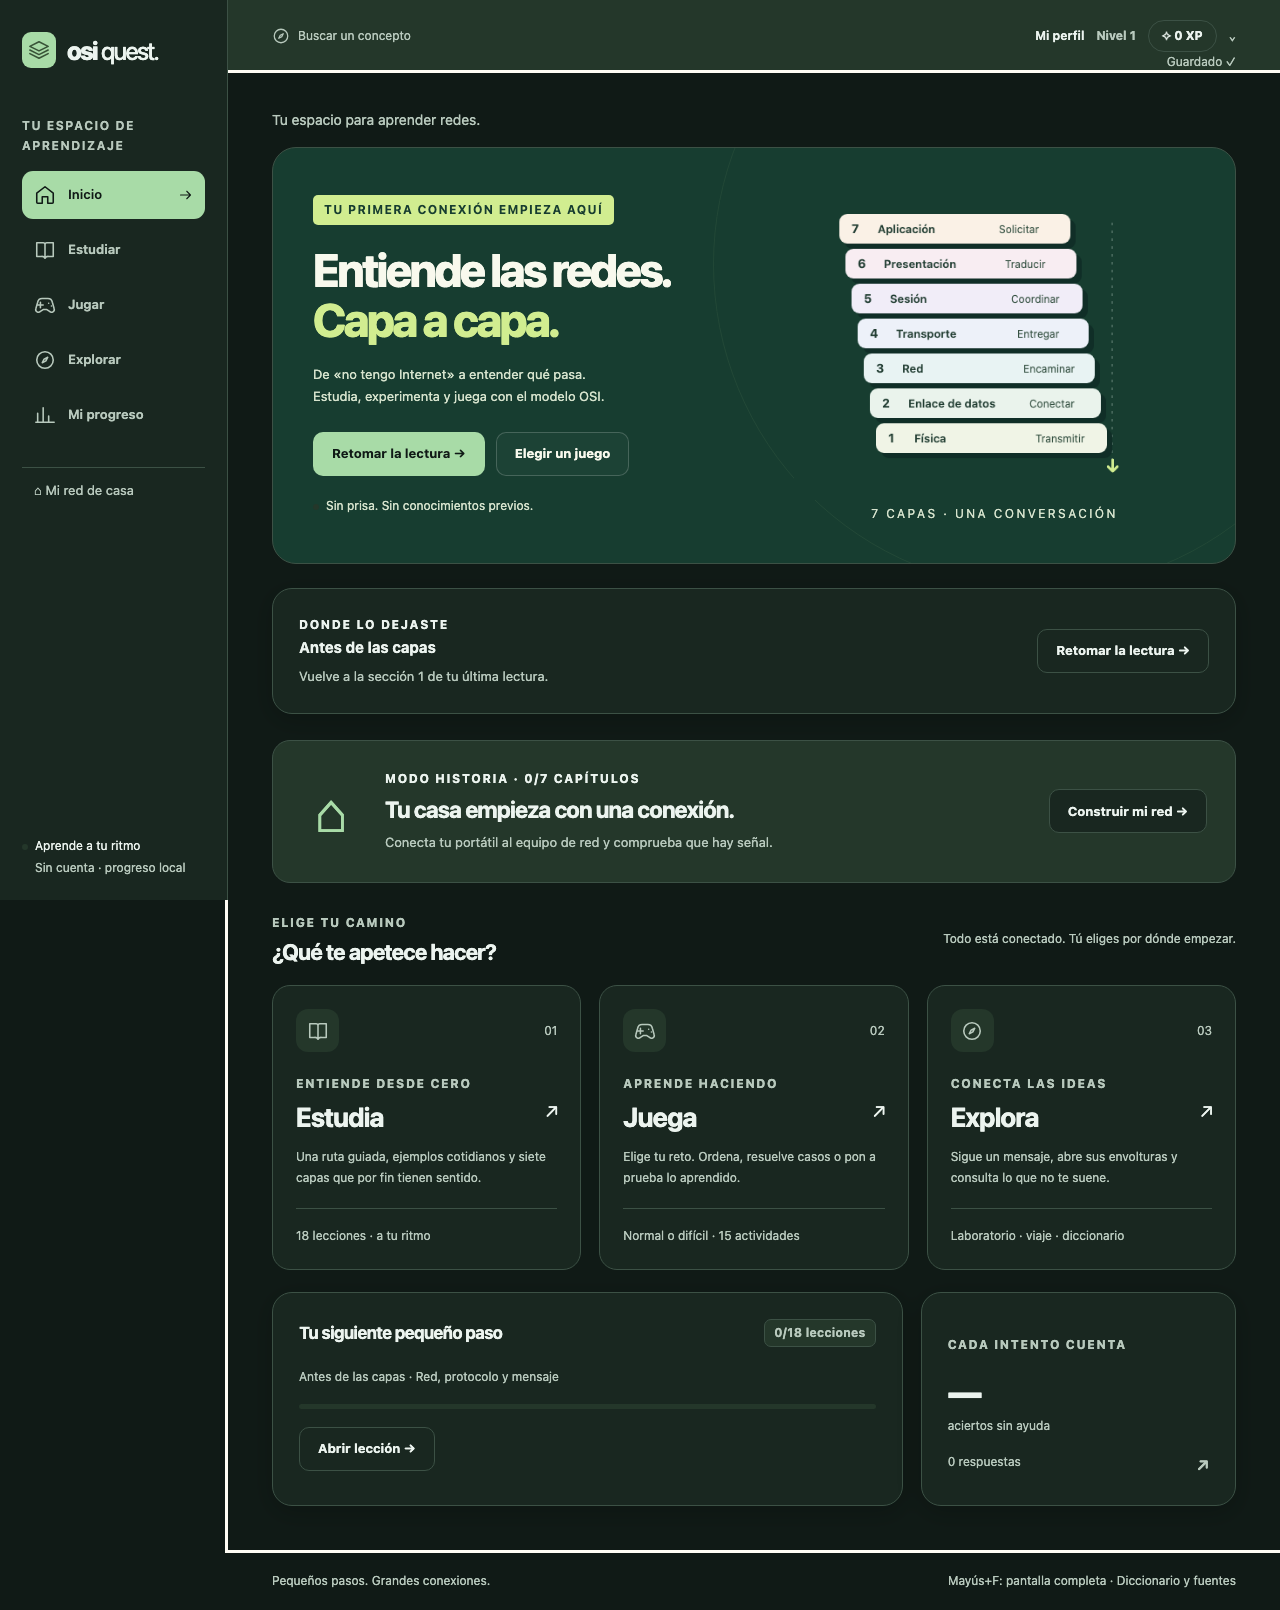 osi quest.
TU ESPACIO DE
APRENDIZAJE
Inicio →
Estudiar
Jugar
Explorar
Mi progreso
⌂ Mi red de casa
Aprende a tu ritmo
Sin cuenta · progreso local
Buscar un concepto
Mi perfil Nivel 1 ✧ 0 XP ⌄
Guardado ✓
Tu espacio para aprender redes.
TU PRIMERA CONEXIÓN EMPIEZA AQUÍ
Entiende las redes.
Capa a capa.
De «no tengo Internet» a entender qué pasa.
Estudia, experimenta y juega con el modelo OSI.
Retomar la lectura → Elegir un juego
Sin prisa. Sin conocimientos previos.
7 Aplicación Solicitar
6 Presentación Traducir
5 Sesión Coordinar
4 Transporte Entregar
3 Red Encaminar
2 Enlace de datos Conectar
1 Física Transmitir
7 CAPAS · UNA CONVERSACIÓN
DONDE LO DEJASTE
Antes de las capas
Vuelve a la sección 1 de tu última lectura.
Retomar la lectura →
MODO HISTORIA · 0/7 CAPÍTULOS
Tu casa empieza con una conexión.
Conecta tu portátil al equipo de red y comprueba que hay señal.
Construir mi red →
ELIGE TU CAMINO
¿Qué te apetece hacer?
Todo está conectado. Tú eliges por dónde empezar.
01
ENTIENDE DESDE CERO
Estudia ↗
Una ruta guiada, ejemplos cotidianos y siete
capas que por fin tienen sentido.
18 lecciones · a tu ritmo
02
APRENDE HACIENDO
Juega ↗
Elige tu reto. Ordena, resuelve casos o pon a
prueba lo aprendido.
Normal o difícil · 15 actividades
03
CONECTA LAS IDEAS
Explora ↗
Sigue un mensaje, abre sus envolturas y
consulta lo que no te suene.
Laboratorio · viaje · diccionario
Tu siguiente pequeño paso
0/18 lecciones
Antes de las capas · Red, protocolo y mensaje
Abrir lección →
CADA INTENTO CUENTA
—
aciertos sin ayuda
0 respuestas ↗
Pequeños pasos. Grandes conexiones.
Mayús+F: pantalla completa · Diccionario y fuentes